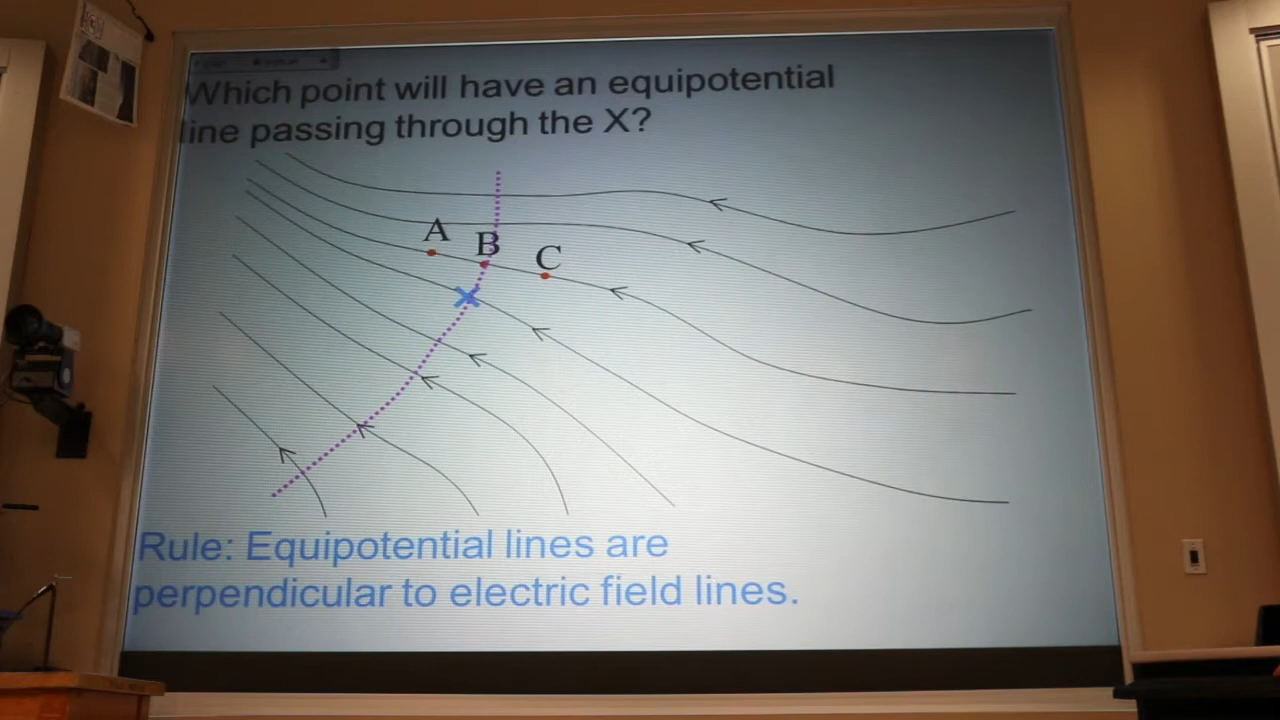 Which point will have an equipotential
line passing through the X?
A
B
C
Rule: Equipotential lines are
perpendicular to electric field lines.